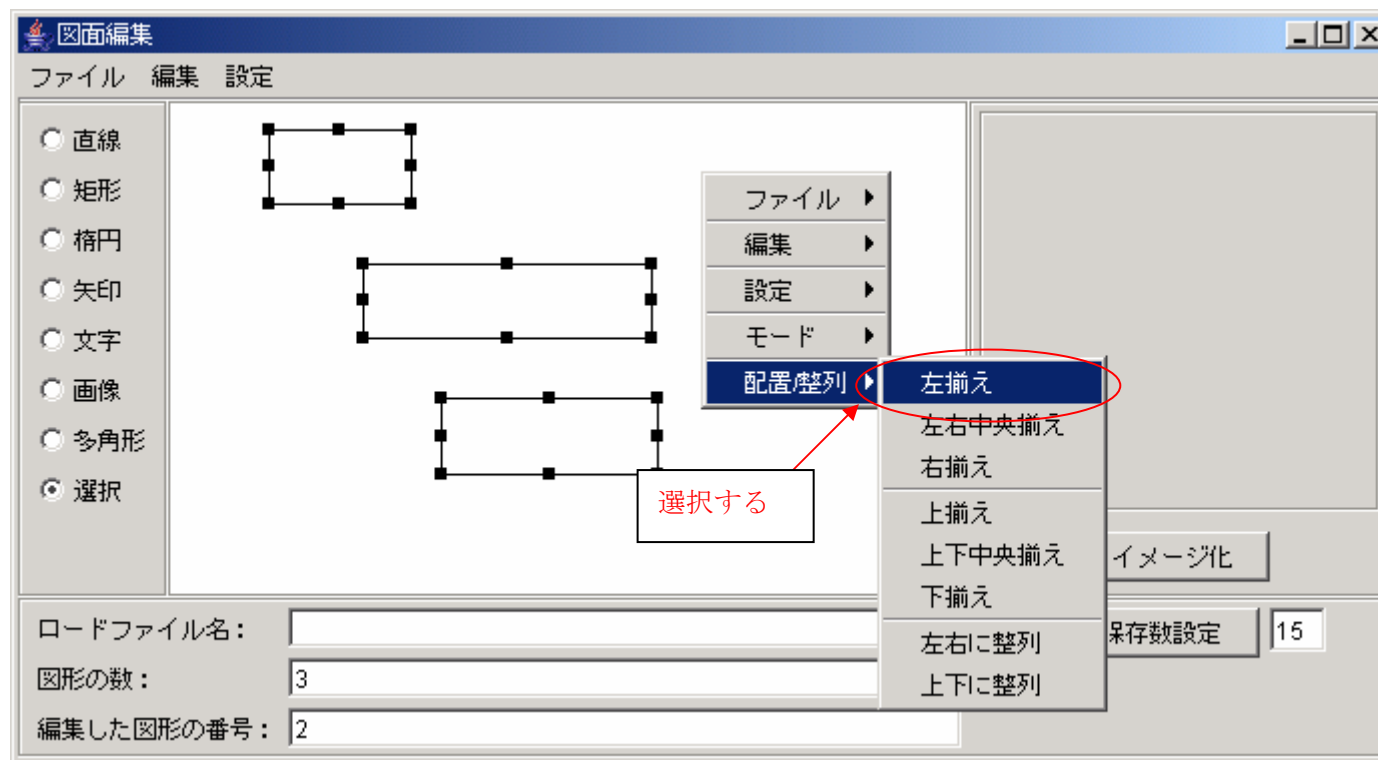 図面編集
ファイル 編集 設定
直線
矩形
楕円
矢印
文字
画像
多角形
選択
ファイル
編集
設定
モード
配置/整列
左揃え
左右中央揃え
右揃え
上揃え
上下中央揃え
下揃え
左右に整列
上下に整列
選択する
イメージ化
ロードファイル名：
保存数設定 15
図形の数： 3
編集した図形の番号： 2